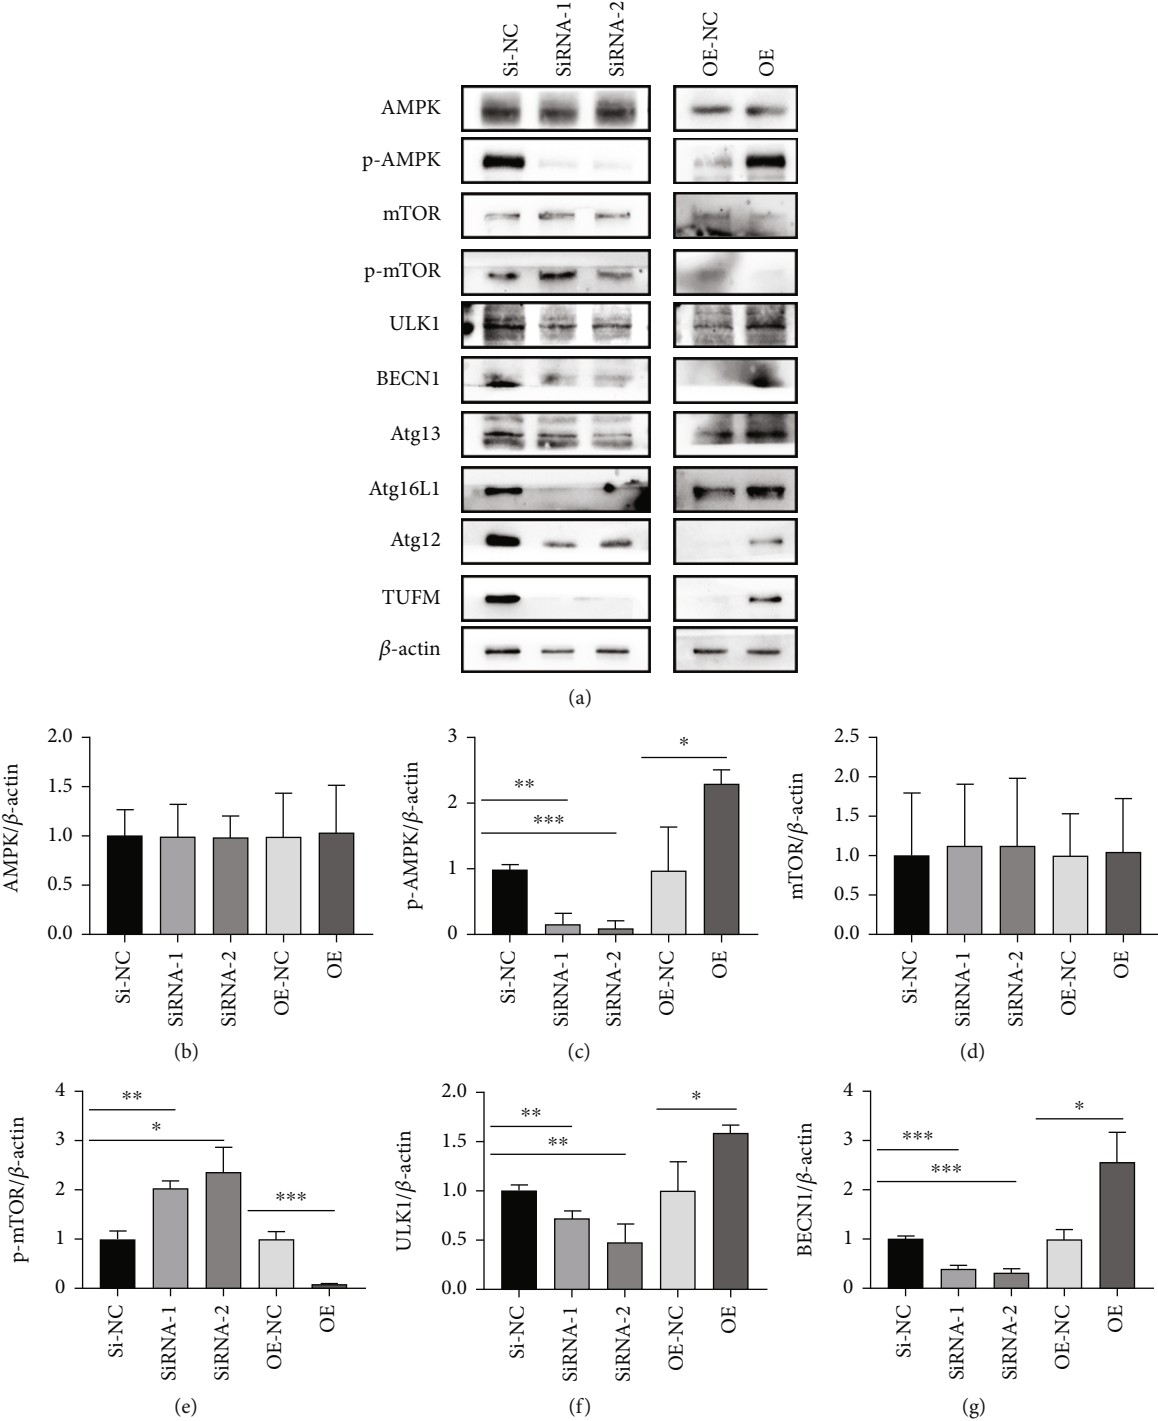 Si-NC
SiRNA-1
SiRNA-2
OE-NC
OE
AMPK
p-AMPK
mTOR
p-mTOR
ULK1
BECN1
Atg13
Atg16L1
Atg12
TUFM
β-actin
(a)
AMPK/β-actin
2.0
1.5
1.0
0.5
0.0
Si-NC
SiRNA-1
SiRNA-2
OE-NC
OE
(b)
p-AMPK/β-actin
3
2
1
0
**
***
*
Si-NC
SiRNA-1
SiRNA-2
OE-NC
OE
(c)
mTOR/β-actin
2.5
2.0
1.5
1.0
0.5
0.0
Si-NC
SiRNA-1
SiRNA-2
OE-NC
OE
(d)
p-mTOR/β-actin
4
3
2
1
0
**
*
***
Si-NC
SiRNA-1
SiRNA-2
OE-NC
OE
(e)
ULK1/β-actin
2.0
1.5
1.0
0.5
0.0
**
**
*
Si-NC
SiRNA-1
SiRNA-2
OE-NC
OE
(f)
BECN1/β-actin
4
3
2
1
0
***
***
*
Si-NC
SiRNA-1
SiRNA-2
OE-NC
OE
(g)